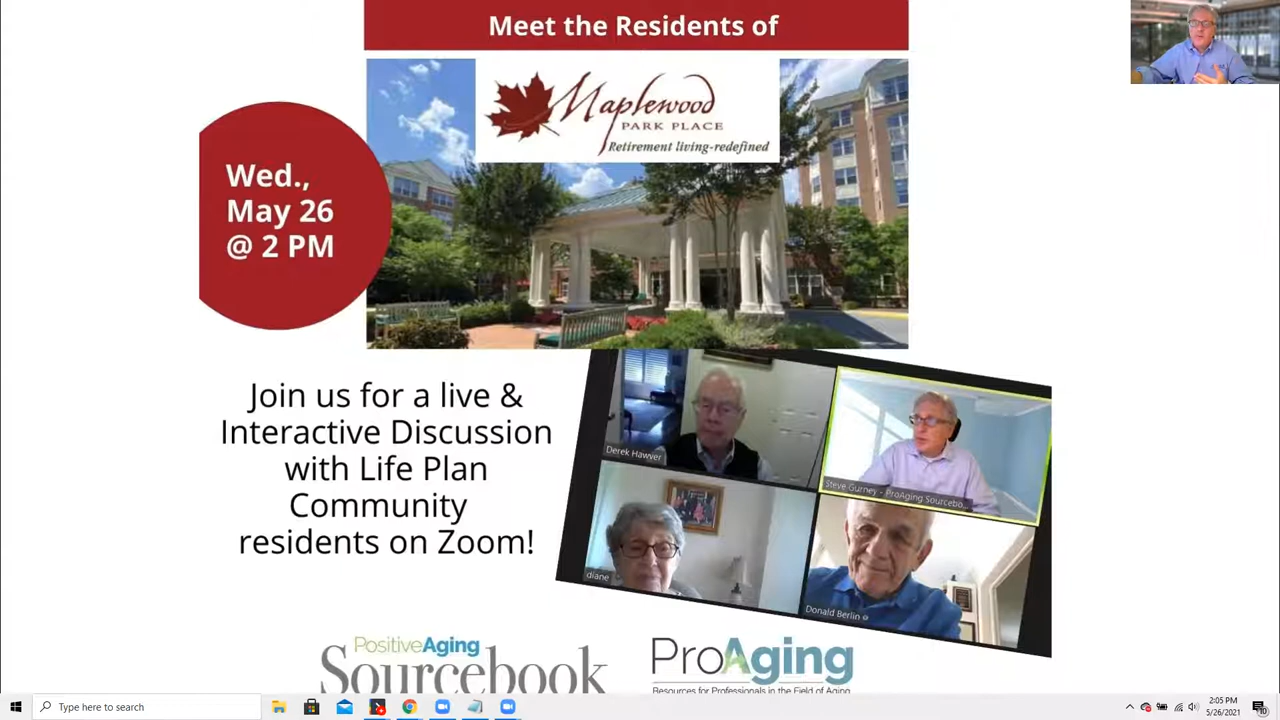 Meet the Residents of
Maplewood
PARK PLACE
Retirement living-redefined
Wed.,
May 26
@ 2 PM
Join us for a live &
Interactive Discussion
with Life Plan
Community
residents on Zoom!
Derek Hawver
Steve Gurney - ProAging Sourcebo...
diane
Donald Berlin
PositiveAging
Sourcebook
ProAging
Resources for Professionals in the Field of Aging
Type here to search
2:05 PM
5/26/2021
10